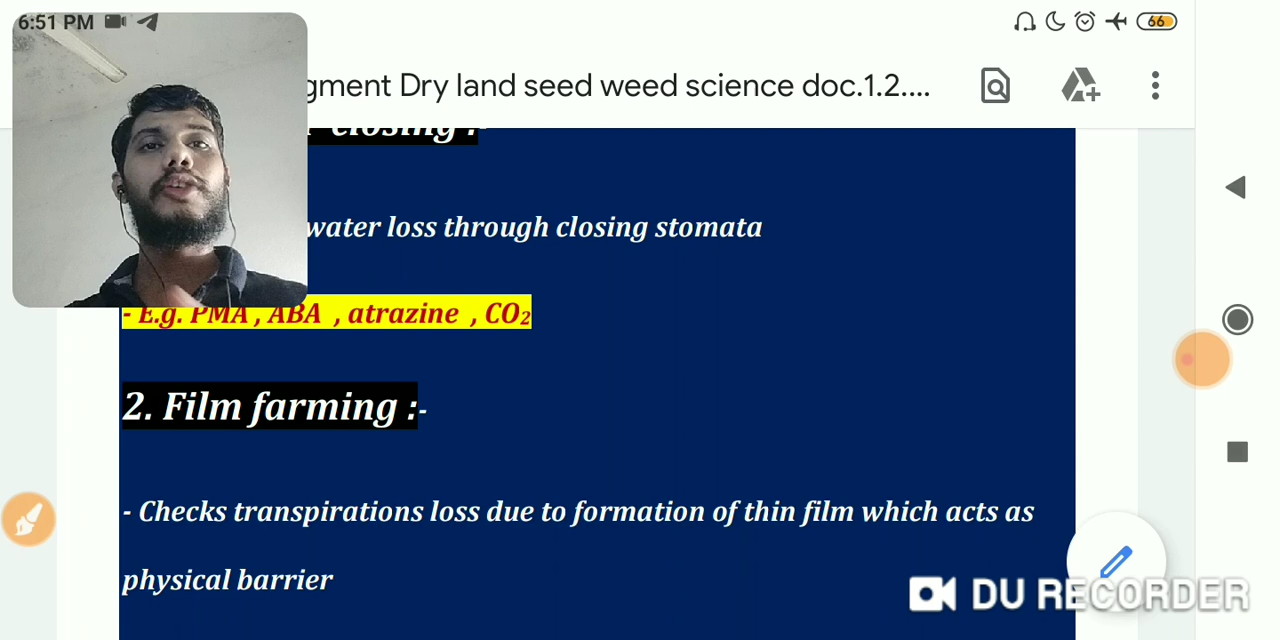 6:51 PM
66
gment Dry land seed weed science doc.1.2....
closing :-
water loss through closing stomata
- E.g. PMA , ABA , atrazine , CO₂
2. Film farming :-
- Checks transpirations loss due to formation of thin film which acts as
physical barrier
DU RECORDER